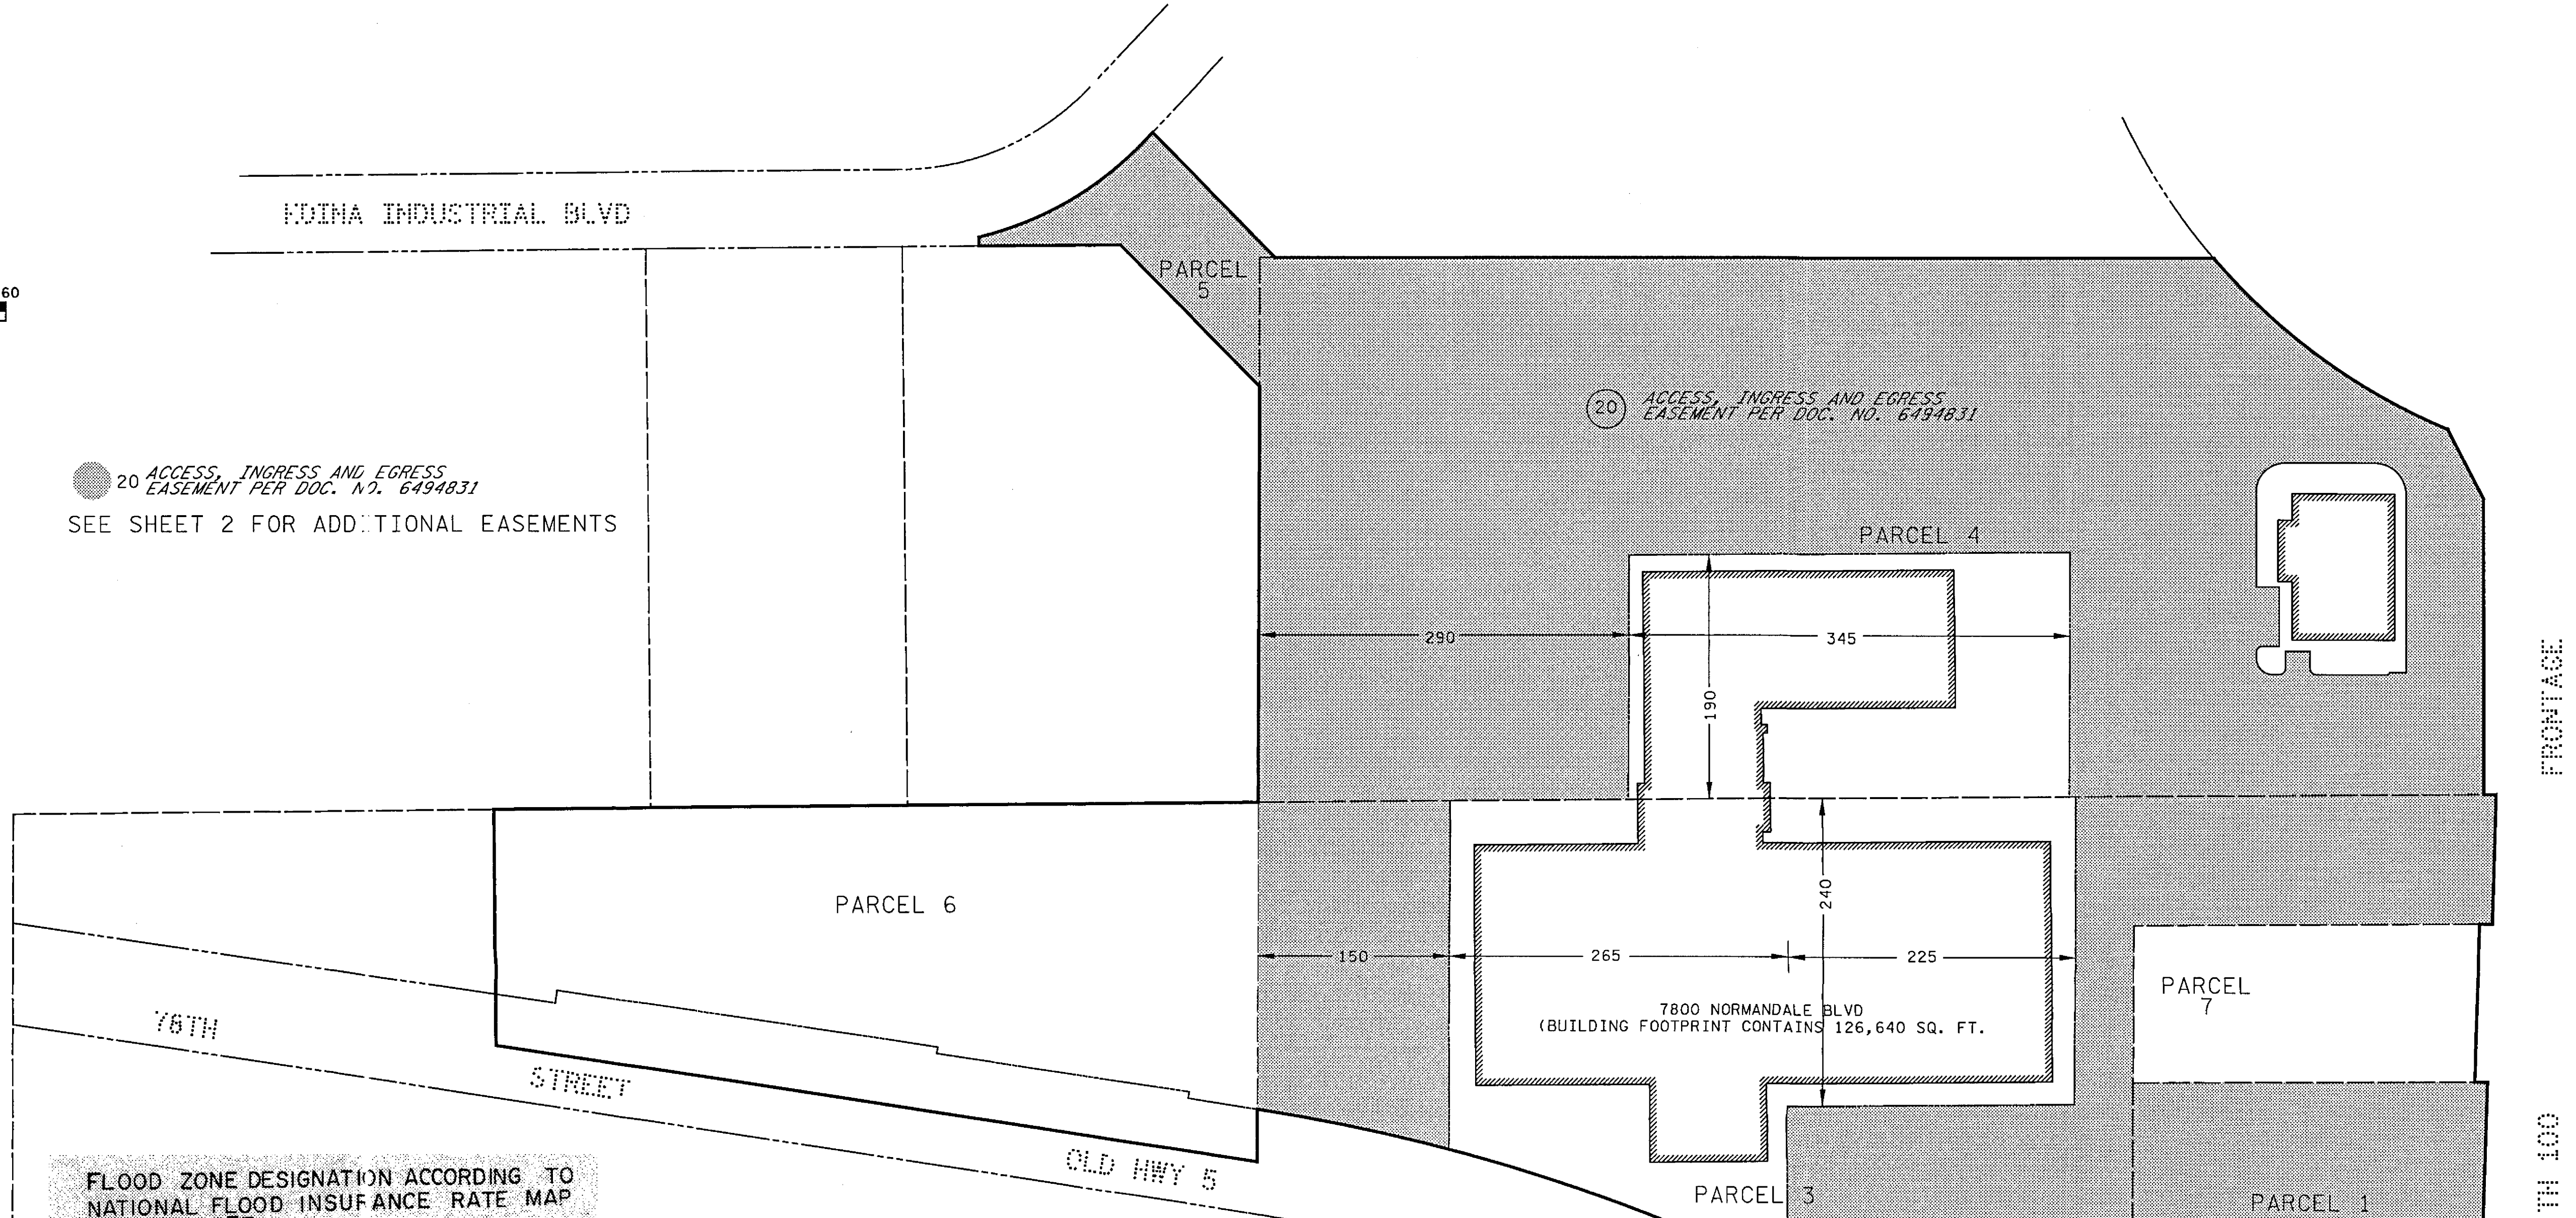 EDINA INDUSTRIAL BLVD
60
PARCEL
5
20 ACCESS, INGRESS AND EGRESS
EASEMENT PER DOC. NO. 6494831
20 ACCESS, INGRESS AND EGRESS
EASEMENT PER DOC. NO. 6494831
SEE SHEET 2 FOR ADDITIONAL EASEMENTS
PARCEL 4
290
345
190
FRONTAGE
PARCEL 6
240
150
265
225
PARCEL
7
7800 NORMANDALE BLVD
(BUILDING FOOTPRINT CONTAINS 126,640 SQ. FT.
78TH
STREET
OLD HWY 5
TH 100
FLOOD ZONE DESIGNATION ACCORDING TO
NATIONAL FLOOD INSURANCE RATE MAP
PARCEL 3
PARCEL 1